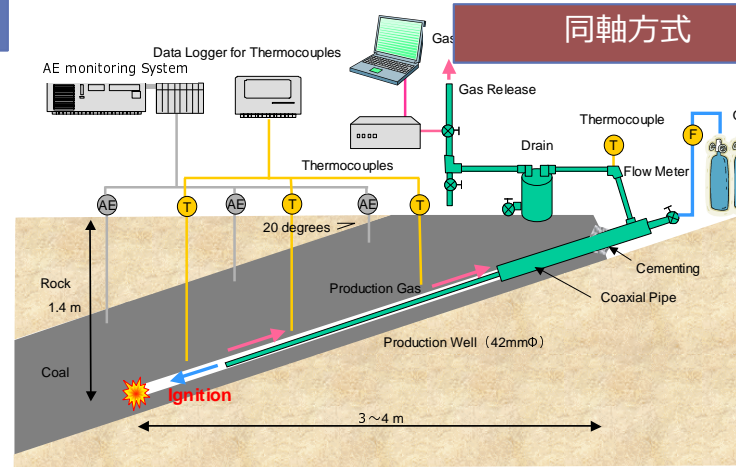 同軸方式
Gas
Data Logger for Thermocouples
AE monitoring System
Gas Release
Thermocouple
Drain
T
F
Flow Meter
Thermocouples
AE
T
AE
T
AE
T
20 degrees
Rock
1.4 m
Cementing
Production Gas
Coaxial Pipe
Production Well（42mmΦ）
Coal
Ignition
3～4 m